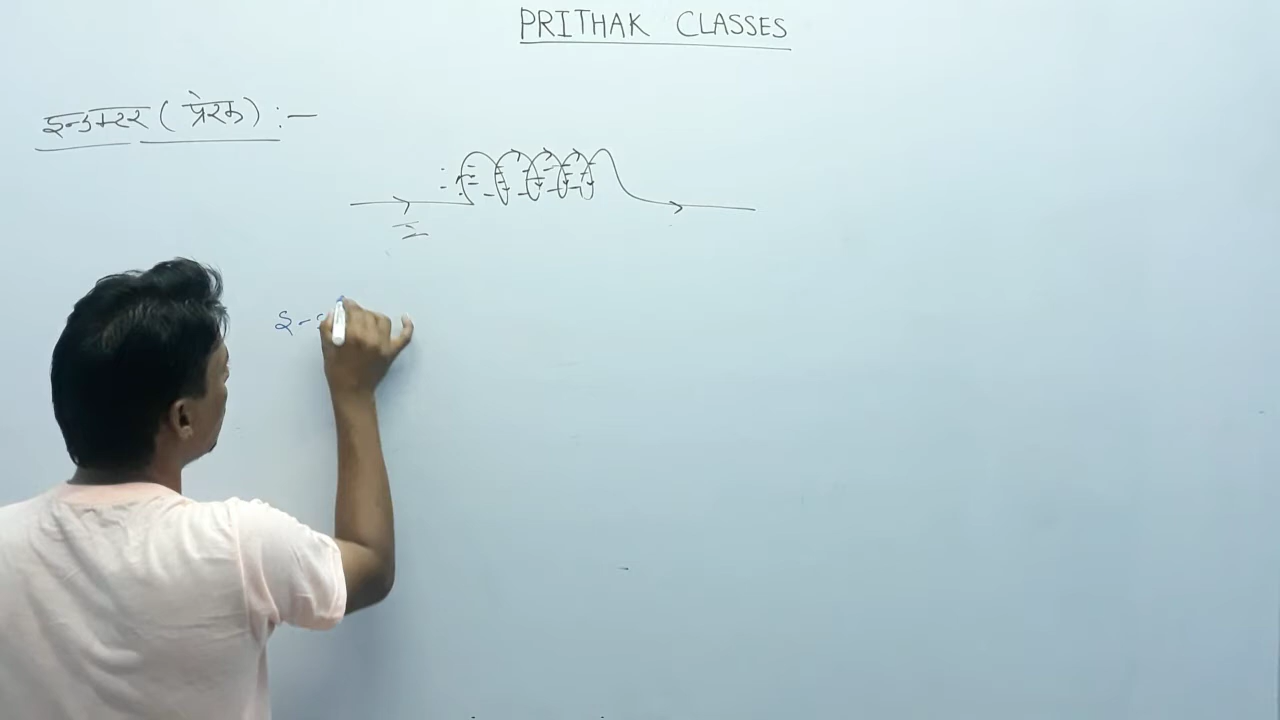 PRITHAK CLASSES
इन्डक्टर ( प्रेरक ) :-
I